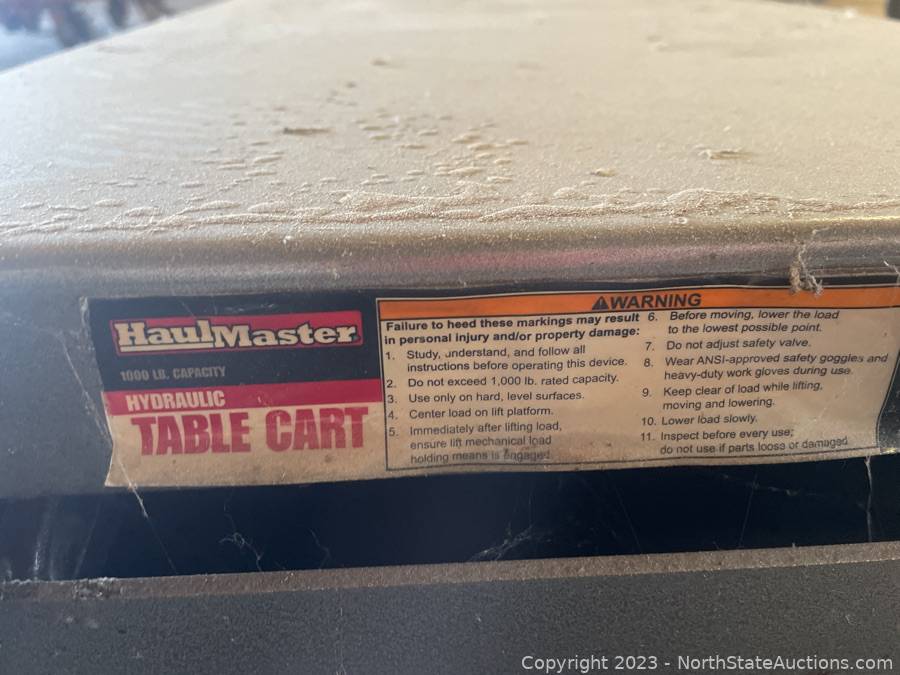 HaulMaster
1000 LB. CAPACITY
HYDRAULIC
TABLE CART
WARNING
Failure to heed these markings may result
in personal injury and/or property damage:
1. Study, understand, and follow all
instructions before operating this device.
2. Do not exceed 1,000 lb. rated capacity.
3. Use only on hard, level surfaces.
4. Center load on lift platform.
5. Immediately after lifting load,
ensure lift mechanical load
holding means is engaged.
6. Before moving, lower the load
to the lowest possible point.
7. Do not adjust safety valve.
8. Wear ANSI-approved safety goggles and
heavy-duty work gloves during use.
9. Keep clear of load while lifting,
moving and lowering.
10. Lower load slowly.
11. Inspect before every use;
do not use if parts loose or damaged.
Copyright © 2023 - NorthStateAuctions.com